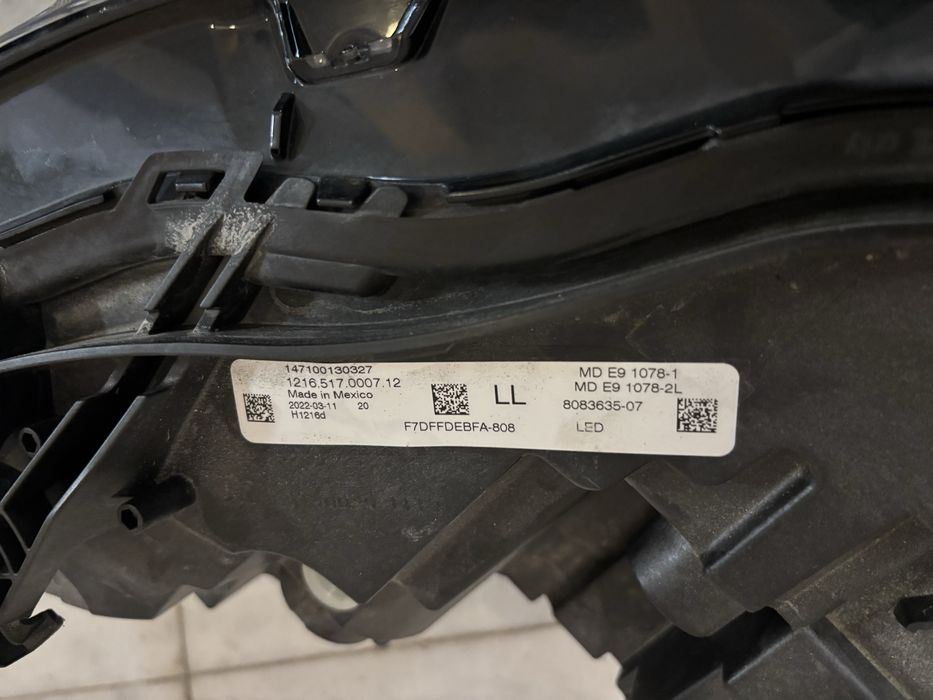 147100130327
1216.517.0007.12
Made in Mexico
2022-03-11 20
H1216d
LL
F7DFFDEBFA-808
MD E9 1078-1
MD E9 1078-2L
8083635-07
LED